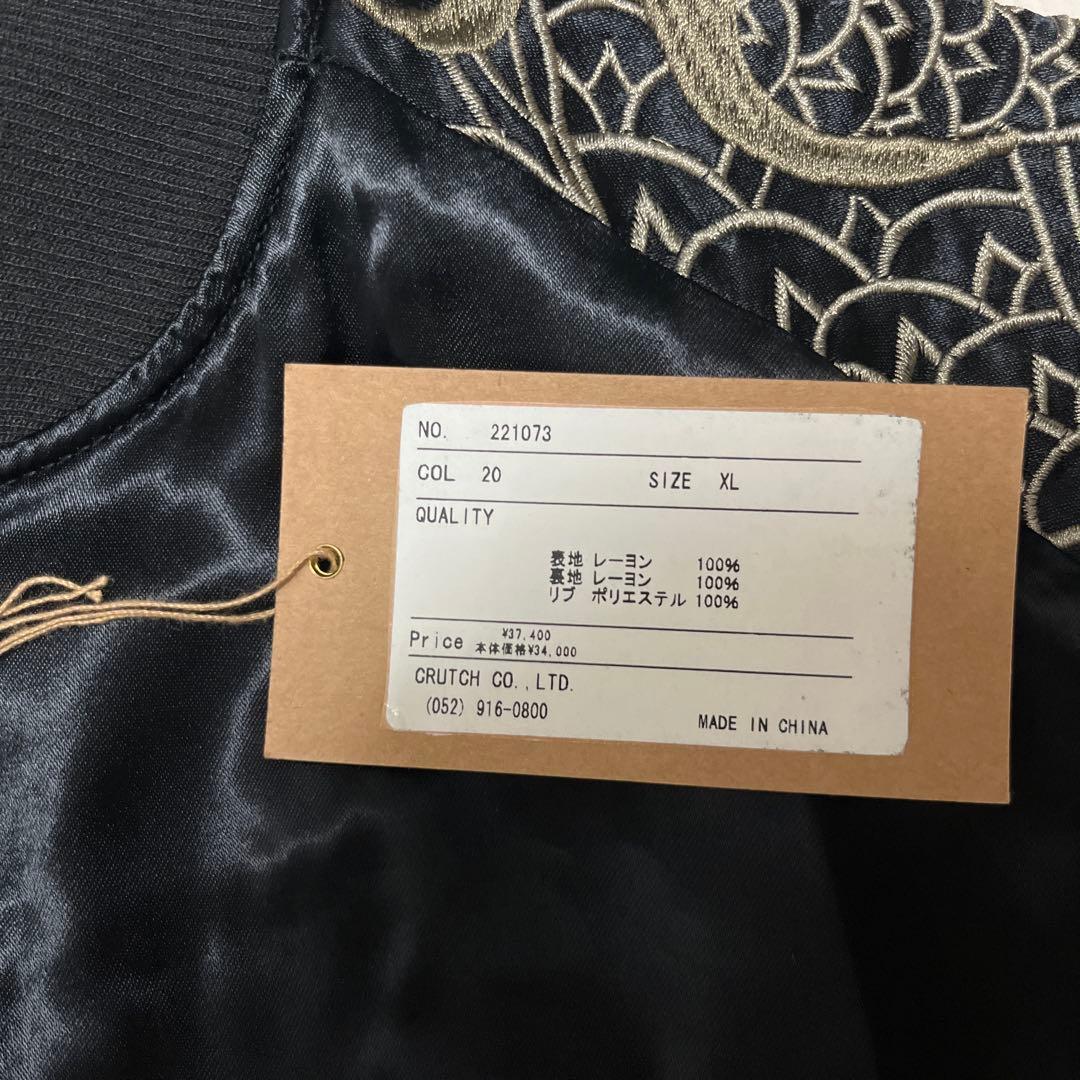 NO. 221073
COL 20 SIZE XL
QUALITY
表地 レーヨン 100%
裏地 レーヨン 100%
リブ ポリエステル 100%
Price ¥37,400
本体価格¥34,000
CRUTCH CO.,LTD.
(052) 916-0800
MADE IN CHINA